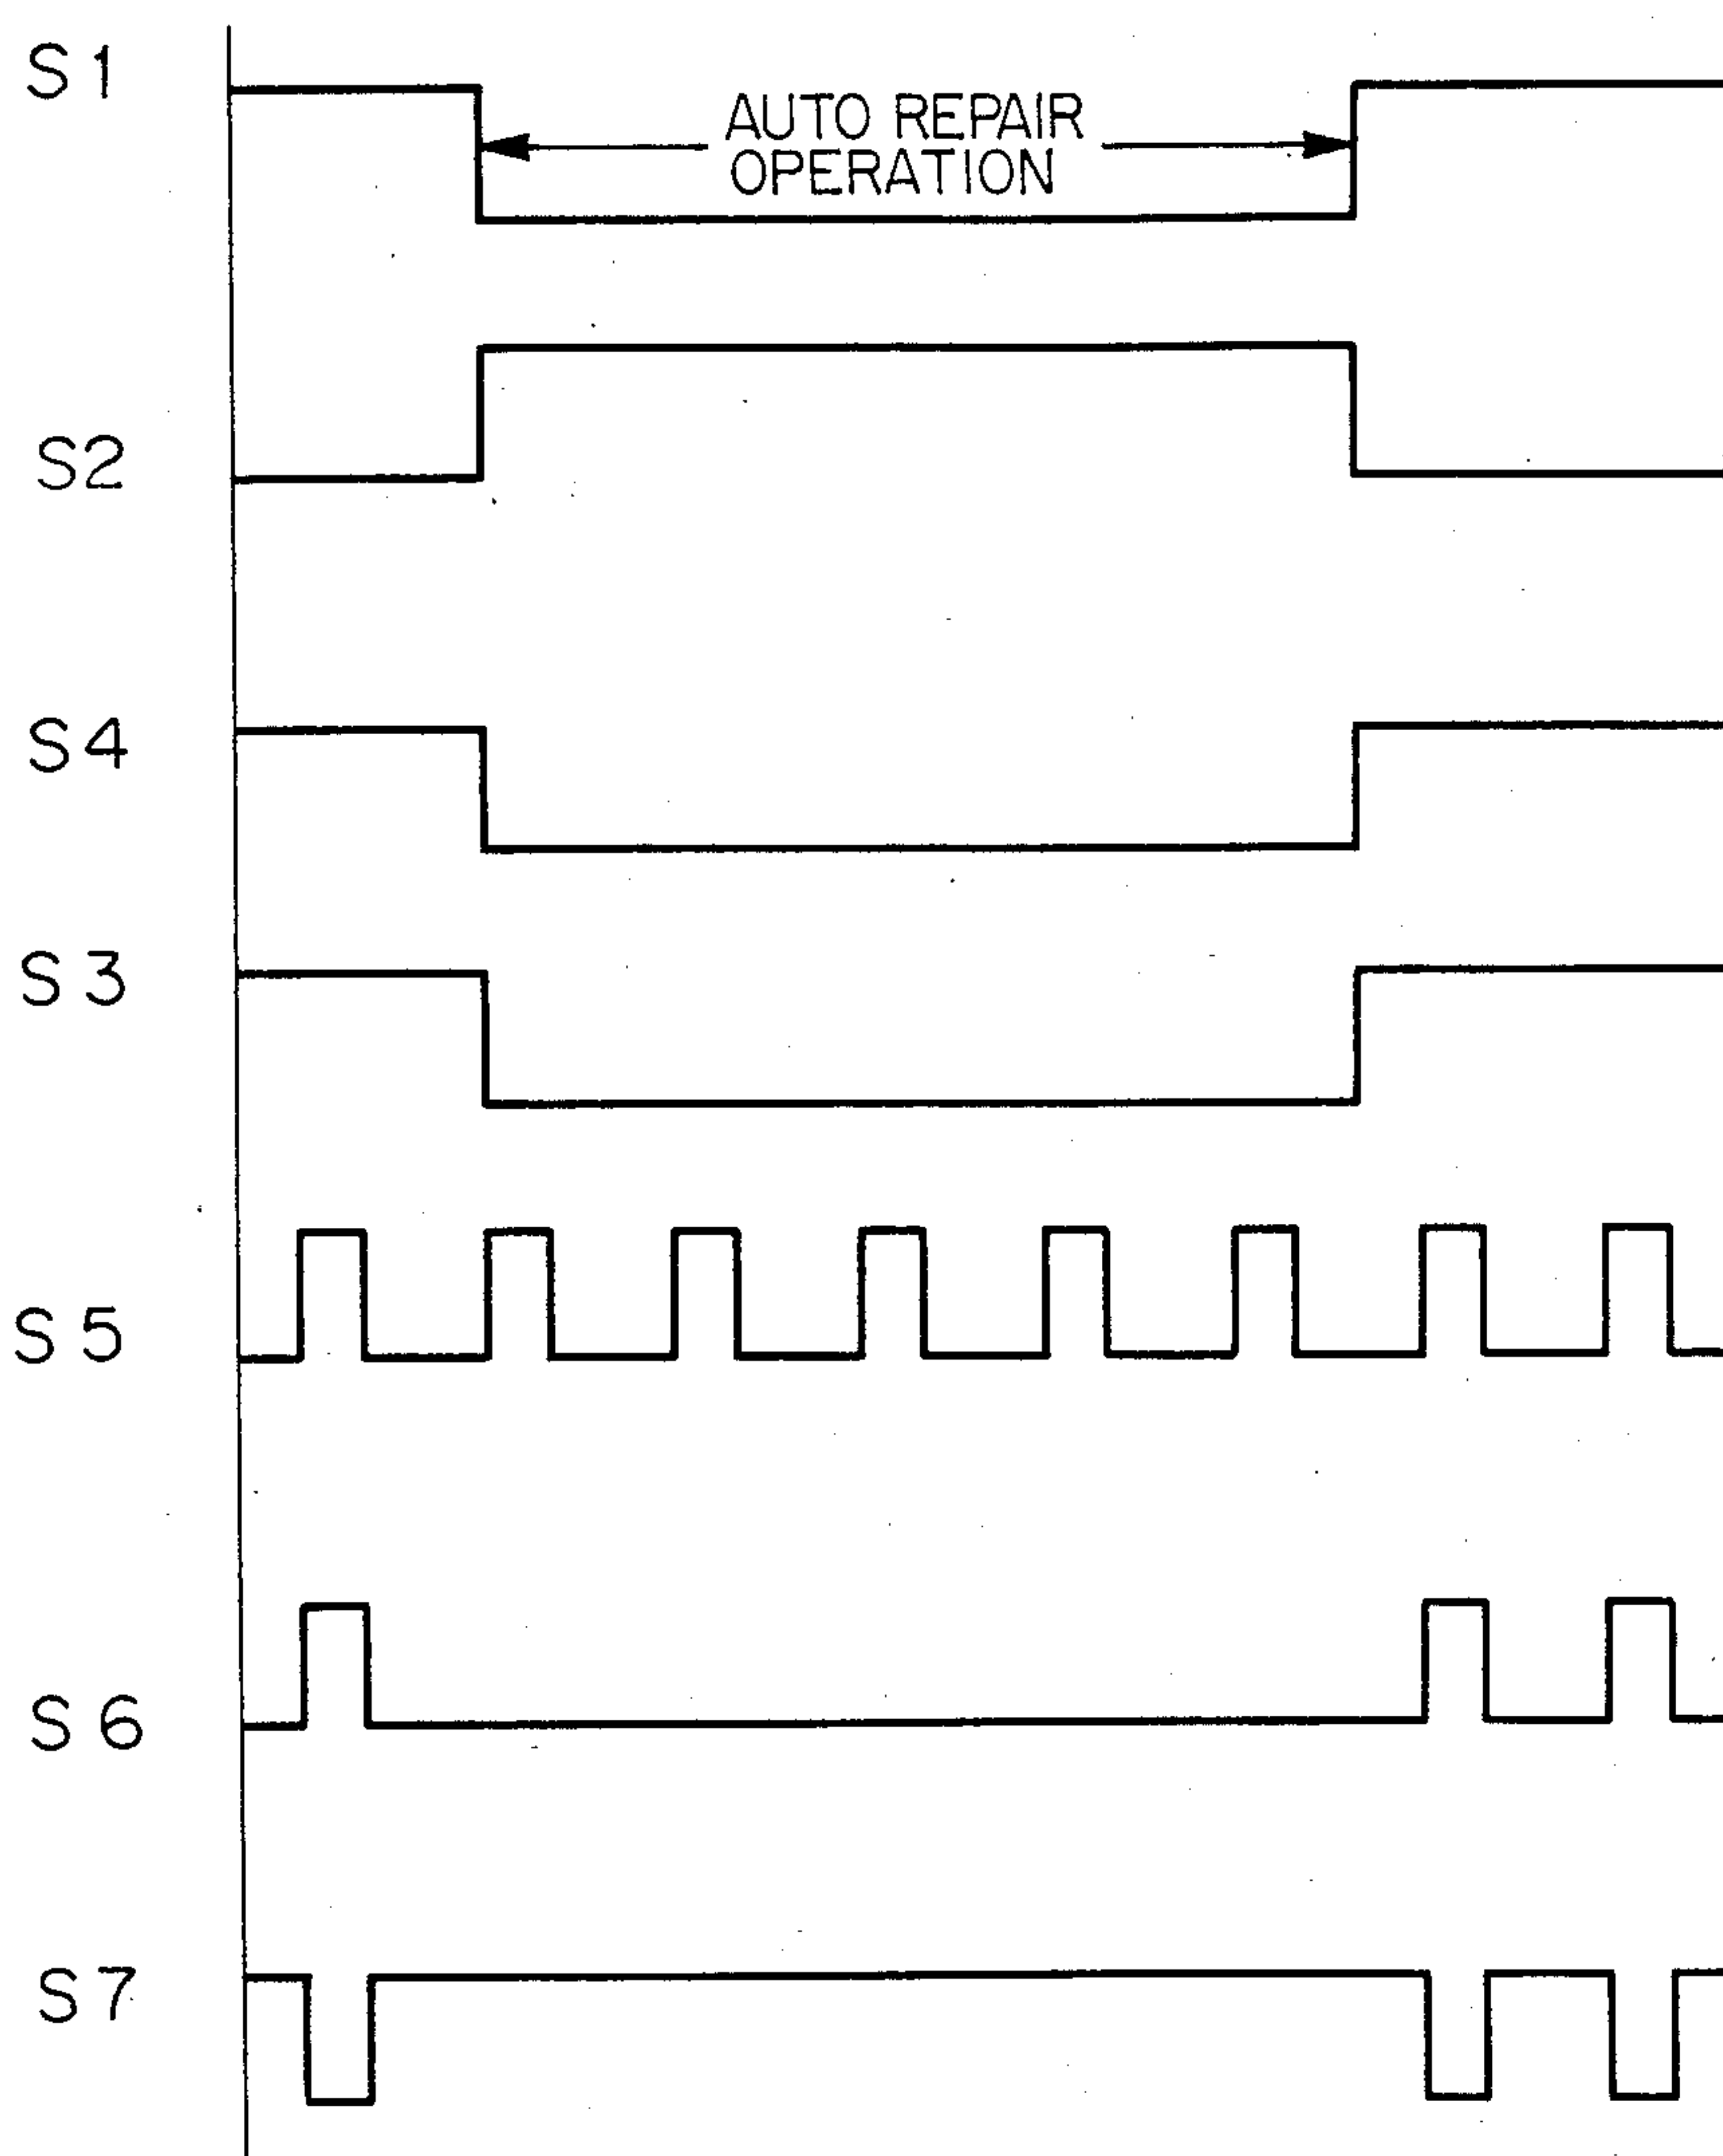 S1
AUTO REPAIR
OPERATION
S2
S4
S3
S5
S6
S7